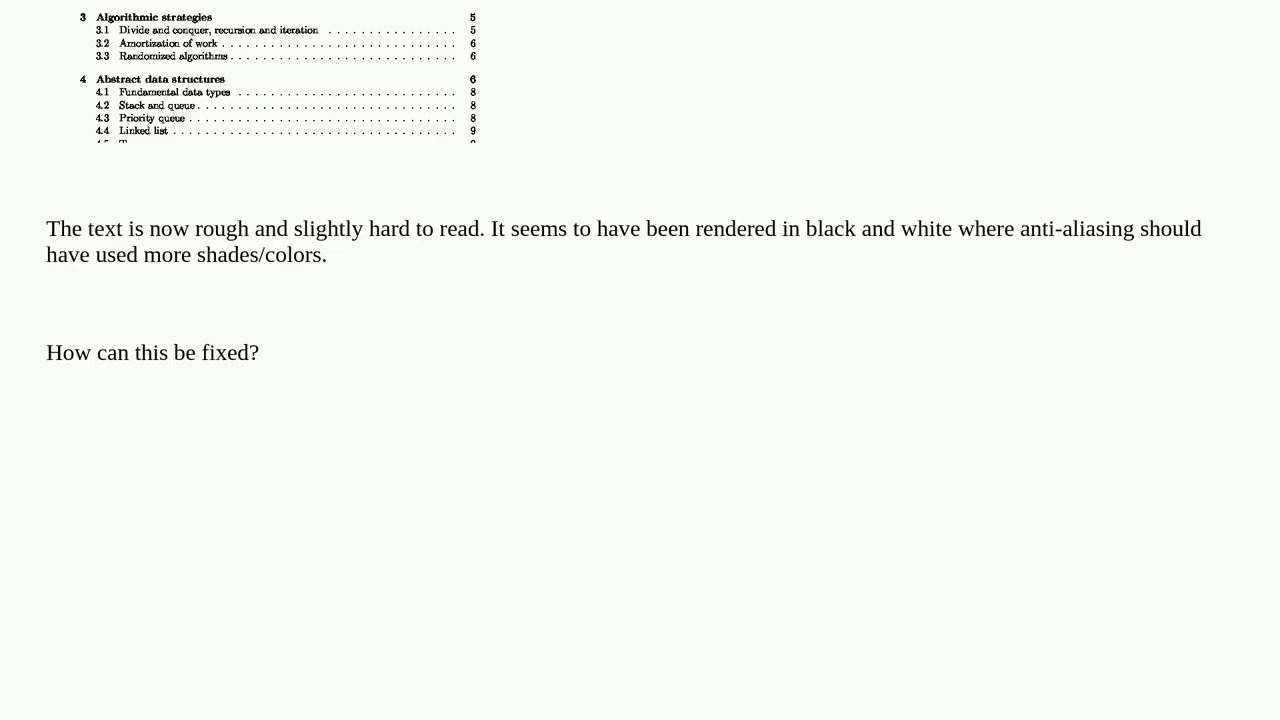 3 Algorithmic strategies 5
3.1 Divide and conquer, recursion and iteration . . . . . . . . . . . . . . . . 5
3.2 Amortization of work . . . . . . . . . . . . . . . . . . . . . . . . . . . . . 6
3.3 Randomized algorithms . . . . . . . . . . . . . . . . . . . . . . . . . . . . 6
4 Abstract data structures 6
4.1 Fundamental data types . . . . . . . . . . . . . . . . . . . . . . . . . . . 8
4.2 Stack and queue . . . . . . . . . . . . . . . . . . . . . . . . . . . . . . . . 8
4.3 Priority queue . . . . . . . . . . . . . . . . . . . . . . . . . . . . . . . . . 8
4.4 Linked list . . . . . . . . . . . . . . . . . . . . . . . . . . . . . . . . . . . 9
The text is now rough and slightly hard to read. It seems to have been rendered in black and white where anti-aliasing should
have used more shades/colors.
How can this be fixed?